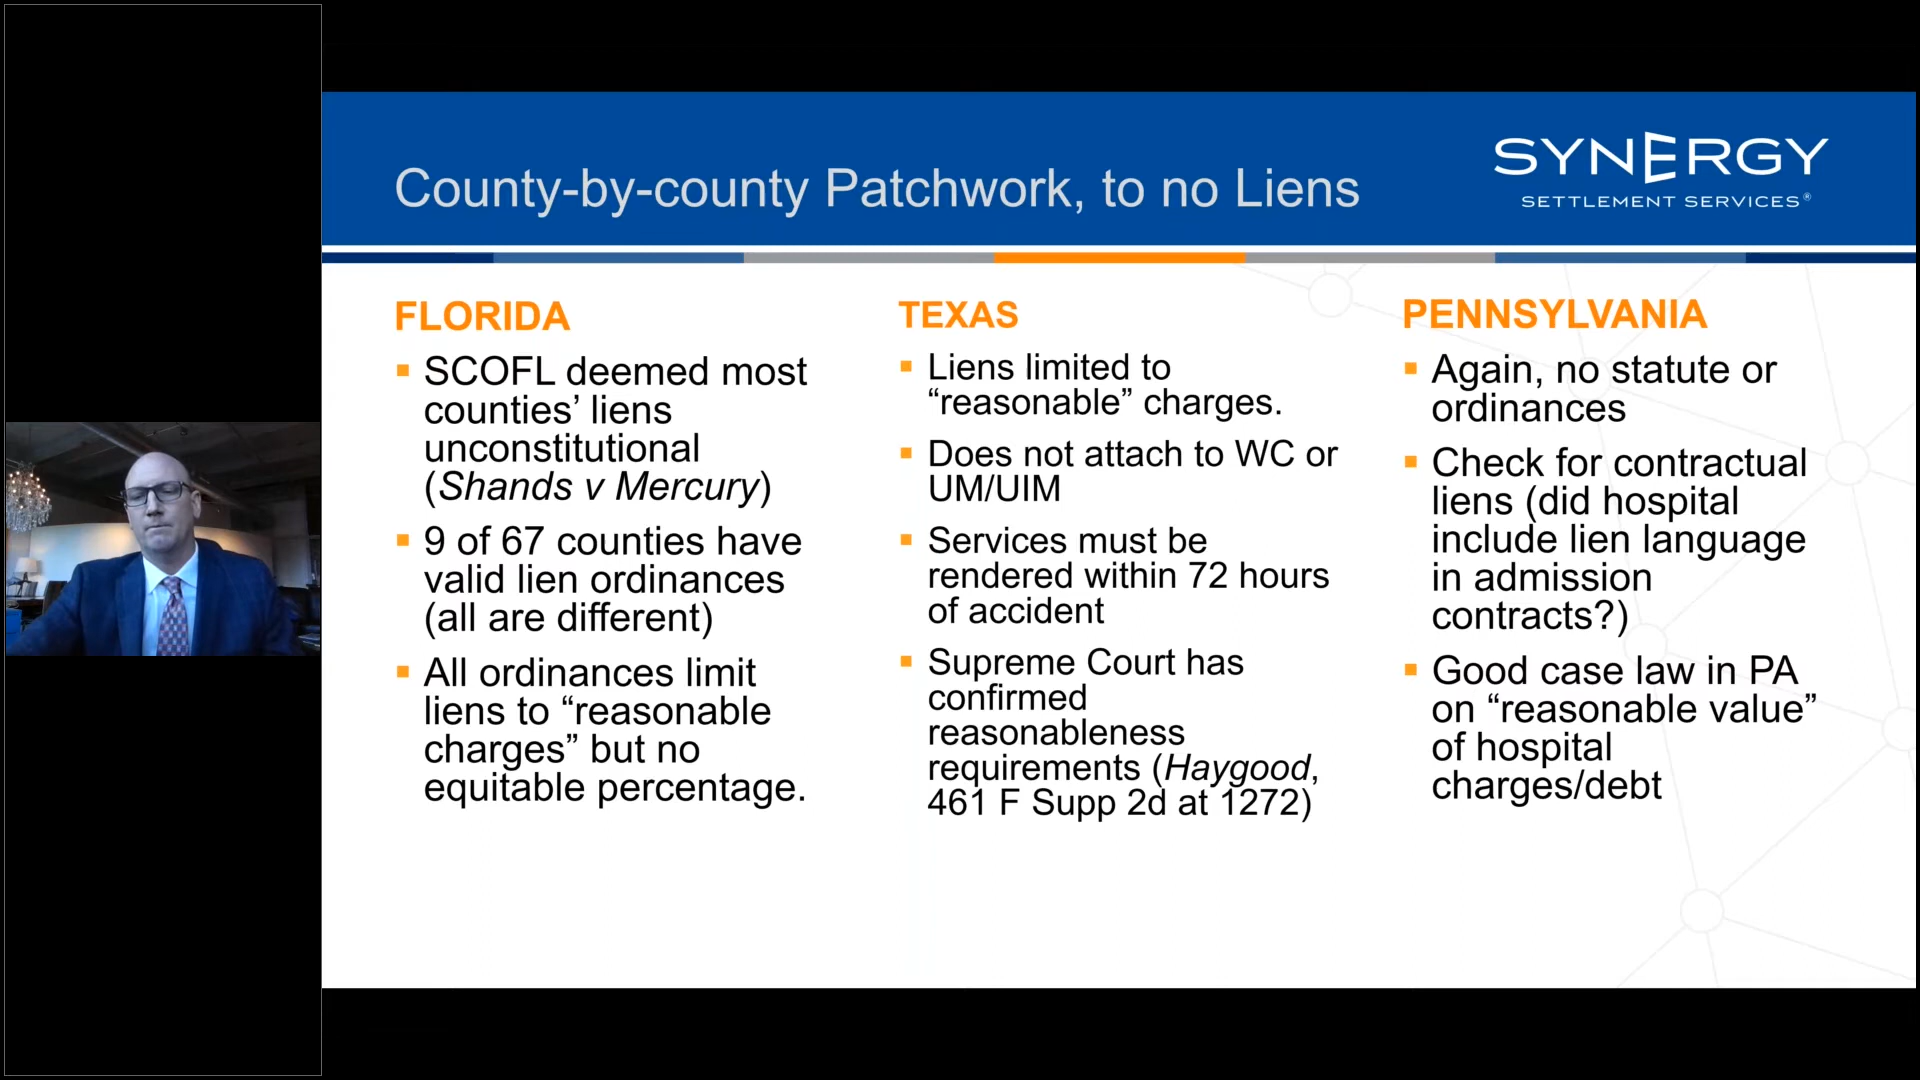 County-by-county Patchwork, to no Liens
SYNERGY
SETTLEMENT SERVICES®
FLORIDA
▪ SCOFL deemed most
counties’ liens
unconstitutional
(Shands v Mercury)
▪ 9 of 67 counties have
valid lien ordinances
(all are different)
▪ All ordinances limit
liens to “reasonable
charges” but no
equitable percentage.
TEXAS
▪ Liens limited to
“reasonable” charges.
▪ Does not attach to WC or
UM/UIM
▪ Services must be
rendered within 72 hours
of accident
▪ Supreme Court has
confirmed
reasonableness
requirements (Haygood,
461 F Supp 2d at 1272)
PENNSYLVANIA
▪ Again, no statute or
ordinances
▪ Check for contractual
liens (did hospital
include lien language
in admission
contracts?)
▪ Good case law in PA
on “reasonable value”
of hospital
charges/debt